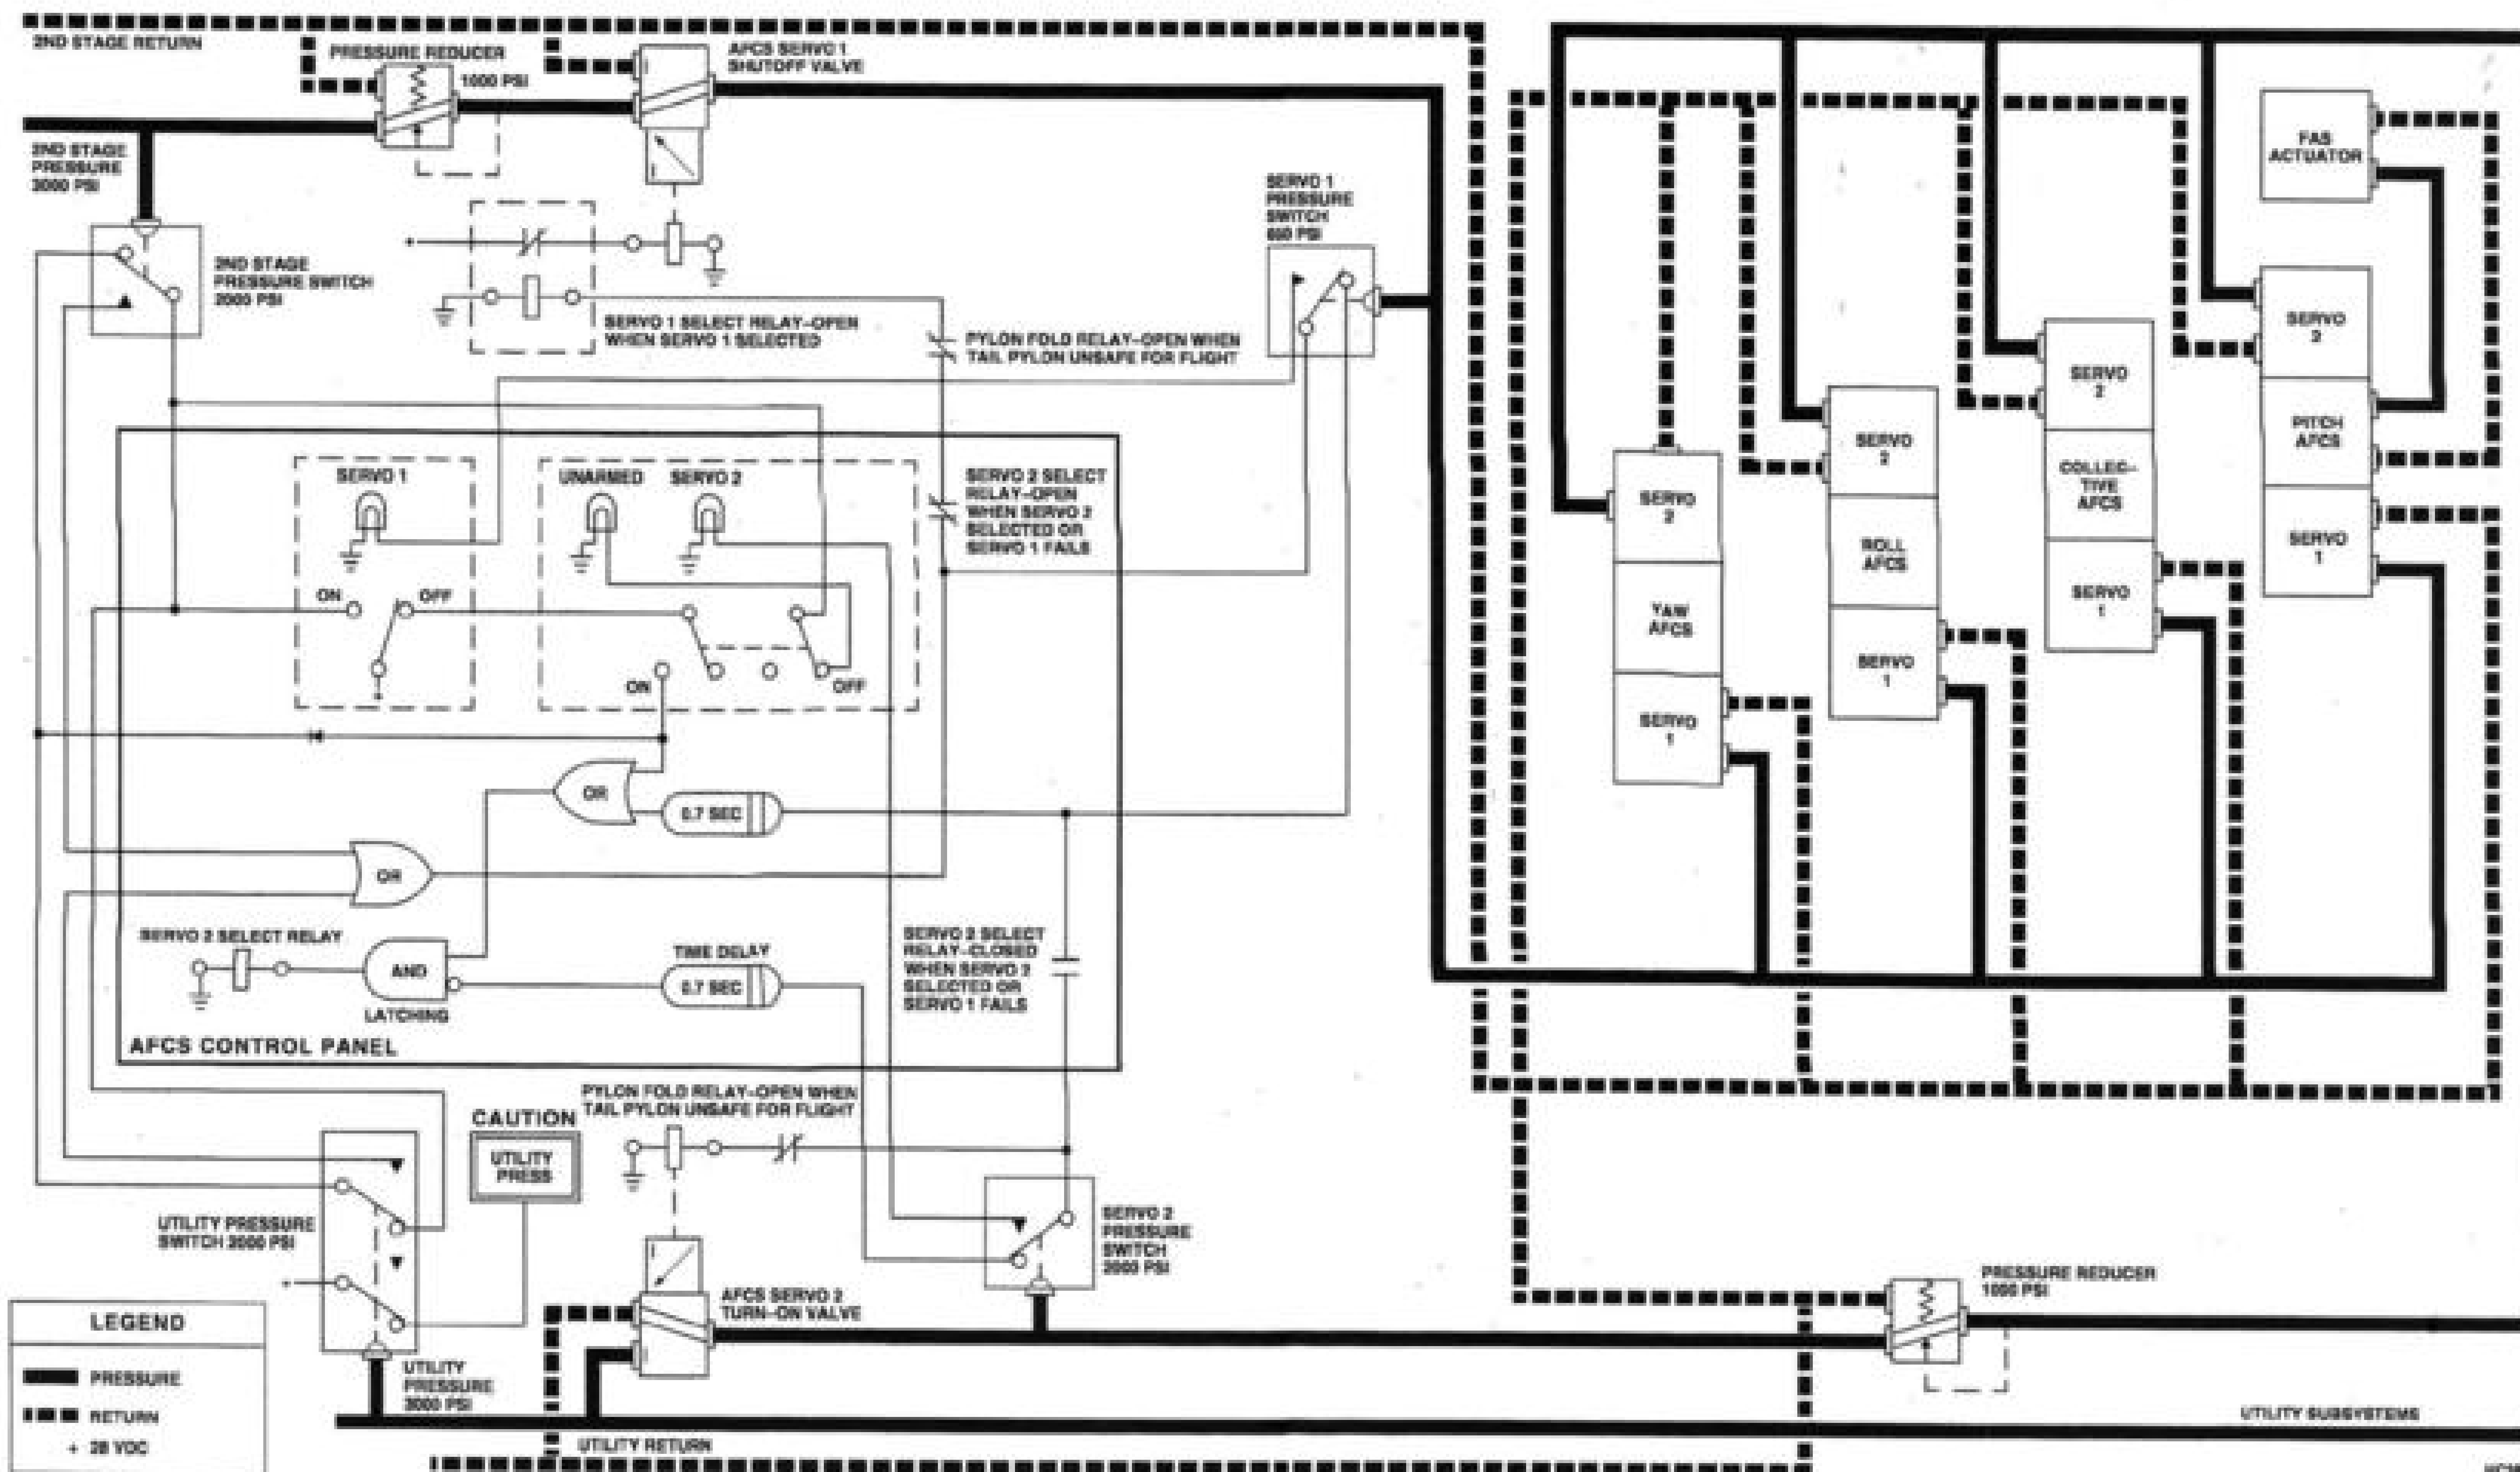 2ND STAGE RETURN
PRESSURE REDUCER
1000 PSI
AFCS SERVO 1
SHUTOFF VALVE
2ND STAGE
PRESSURE
3000 PSI
2ND STAGE
PRESSURE SWITCH
2000 PSI
SERVO 1 SELECT RELAY-OPEN
WHEN SERVO 1 SELECTED
PYLON FOLD RELAY-OPEN WHEN
TAIL PYLON UNSAFE FOR FLIGHT
SERVO 1
PRESSURE
SWITCH
PSI
SERVO 1
ON
OFF
UNARMED
SERVO 2
ON
OFF
SERVO 2 SELECT
RELAY-OPEN
WHEN SERVO 2
SELECTED OR
SERVO 1 FAILS
OR
0.7 SEC
OR
SERVO 2 SELECT RELAY
AND
LATCHING
TIME DELAY
0.7 SEC
SERVO 2 SELECT
RELAY-CLOSED
WHEN SERVO 2
SELECTED OR
SERVO 1 FAILS
AFCS CONTROL PANEL
PYLON FOLD RELAY-OPEN WHEN
TAIL PYLON UNSAFE FOR FLIGHT
CAUTION
UTILITY
PRESS
UTILITY PRESSURE
SWITCH 2000 PSI
SERVO 2
PRESSURE
SWITCH
2000 PSI
AFCS SERVO 2
TURN-ON VALVE
UTILITY
PRESSURE
3000 PSI
UTILITY RETURN
LEGEND
PRESSURE
RETURN
+ 28 VDC
FAS
ACTUATOR
SERVO
2
PITCH
AFCS
SERVO
1
SERVO
2
COLLEC-
TIVE
AFCS
SERVO
1
SERVO
2
ROLL
AFCS
SERVO
1
SERVO
2
YAW
AFCS
SERVO
1
PRESSURE REDUCER
1000 PSI
UTILITY SUBSYSTEMS